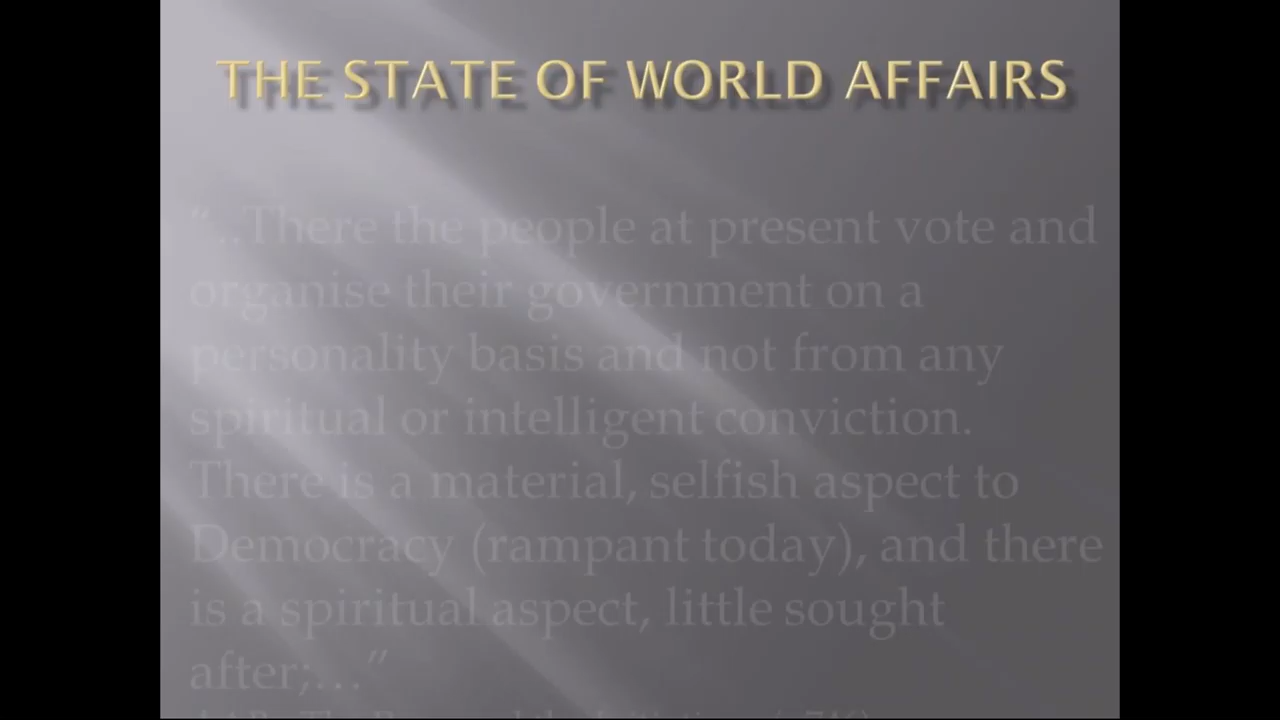 THE STATE OF WORLD AFFAIRS
“...There the people at present vote and
organise their government on a
personality basis and not from any
spiritual or intelligent conviction.
There is a material, selfish aspect to
Democracy (rampant today), and there
is a spiritual aspect, little sought
after;…”